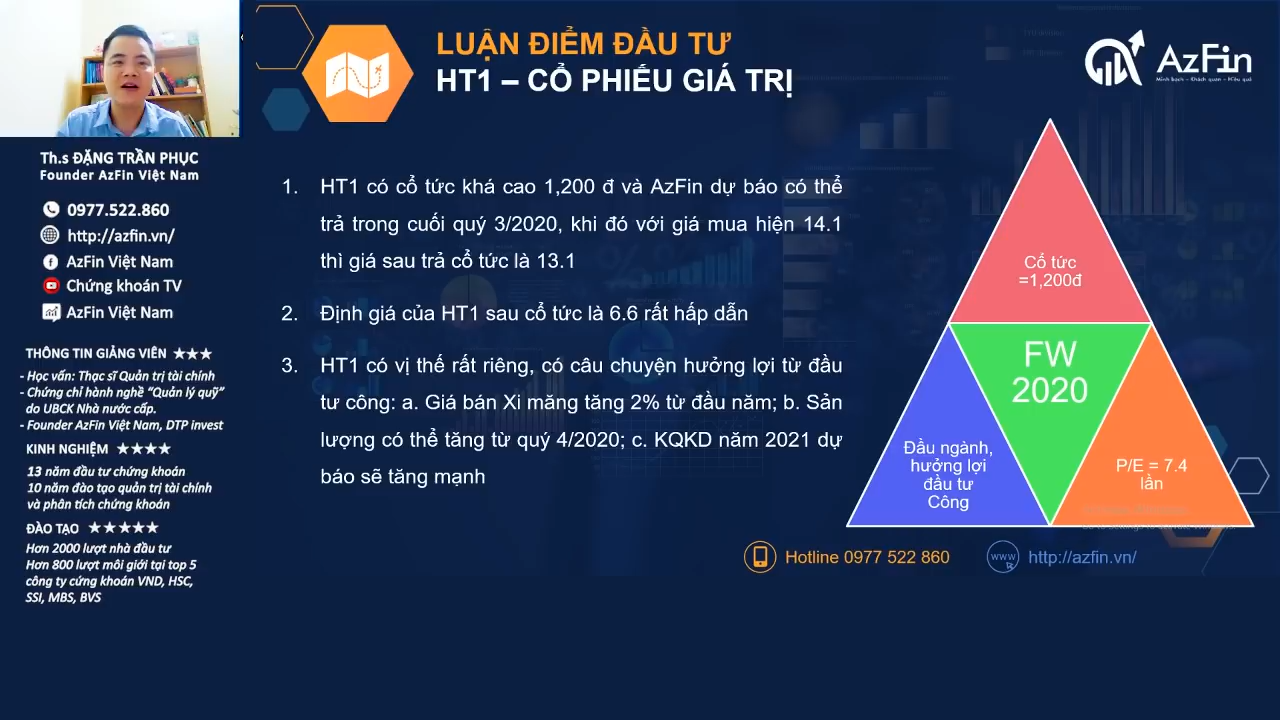 Th.s ĐẶNG TRẦN PHỤC
Founder AzFin Việt Nam
0977.522.860
http://azfin.vn/
AzFin Việt Nam
Chứng khoán TV
AzFin Việt Nam
THÔNG TIN GIẢNG VIÊN ★★★
- Học vấn: Thạc sĩ Quản trị tài chính
- Chứng chỉ hành nghề “Quản lý quỹ”
do UBCK Nhà nước cấp.
- Founder AzFin Việt Nam, DTP invest
KINH NGHIỆM ★★★★
13 năm đầu tư chứng khoán
10 năm đào tạo quản trị tài chính
và phân tích chứng khoán
ĐÀO TẠO ★★★★★
Hơn 2000 lượt nhà đầu tư
Hơn 800 lượt môi giới tại top 5
công ty cứng khoán VND, HSC,
SSI, MBS, BVS
LUẬN ĐIỂM ĐẦU TƯ
HT1 – CỔ PHIẾU GIÁ TRỊ
AzFin
Minh bạch – Khách quan – Hiệu quả
1. HT1 có cổ tức khá cao 1,200 đ và AzFin dự báo có thể
trả trong cuối quý 3/2020, khi đó với giá mua hiện 14.1
thì giá sau trả cổ tức là 13.1
2. Định giá của HT1 sau cổ tức là 6.6 rất hấp dẫn
3. HT1 có vị thế rất riêng, có câu chuyện hưởng lợi từ đầu
tư công: a. Giá bán Xi măng tăng 2% từ đầu năm; b. Sản
lượng có thể tăng từ quý 4/2020; c. KQKD năm 2021 dự
báo sẽ tăng mạnh
Cổ tức
=1,200đ
FW
2020
Đầu ngành,
hưởng lợi
đầu tư
Công
P/E = 7.4
lần
Hotline 0977 522 860
www
http://azfin.vn/